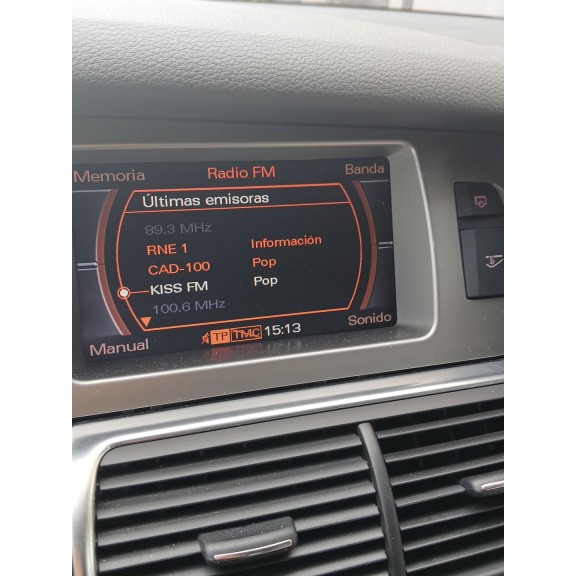 Memoria Radio FM Banda
Últimas emisoras
89.3 MHz
RNE 1 Información
CAD-100 Pop
KISS FM Pop
100.6 MHz
Manual TP TMC 15:13 Sonido